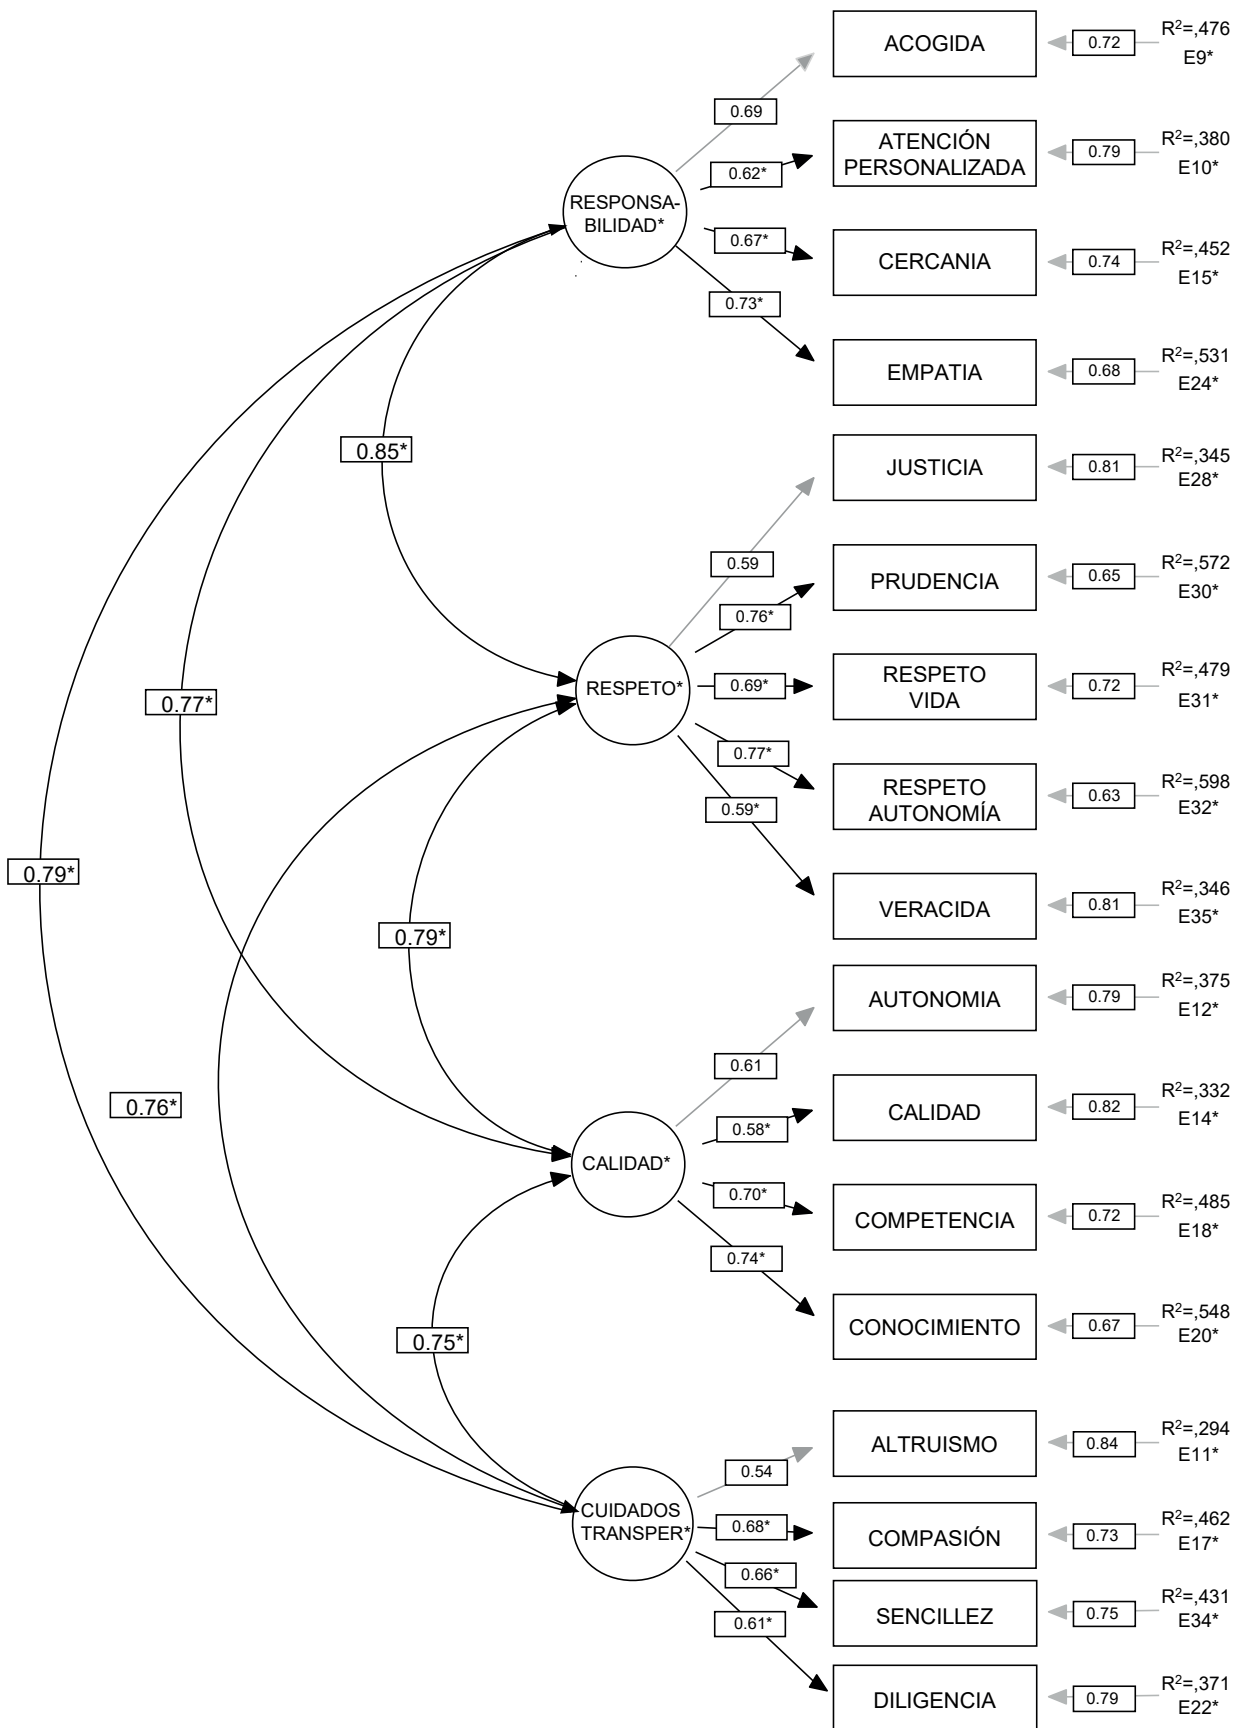 ACOGIDA
0.72
R²=,476
E9*
0.69
ATENCIÓN
PERSONALIZADA
0.79
R²=,380
E10*
0.62*
RESPONSA-
BILIDAD*
0.67*
CERCANIA
0.74
R²=,452
E15*
0.73*
EMPATIA
0.68
R²=,531
E24*
0.85*
JUSTICIA
0.81
R²=,345
E28*
0.59
PRUDENCIA
0.65
R²=,572
E30*
0.76*
RESPETO*
0.69*
RESPETO
VIDA
0.72
R²=,479
E31*
0.77*
0.77*
RESPETO
AUTONOMÍA
0.63
R²=,598
E32*
0.59*
0.79*
VERACIDA
0.81
R²=,346
E35*
0.79*
AUTONOMIA
0.79
R²=,375
E12*
0.61
0.76*
CALIDAD
0.82
R²=,332
E14*
0.58*
CALIDAD*
0.70*
COMPETENCIA
0.72
R²=,485
E18*
0.74*
CONOCIMIENTO
0.67
R²=,548
E20*
0.75*
ALTRUISMO
0.84
R²=,294
E11*
0.54
CUIDADOS
TRANSPER*
0.68*
COMPASIÓN
0.73
R²=,462
E17*
0.66*
SENCILLEZ
0.75
R²=,431
E34*
0.61*
DILIGENCIA
0.79
R²=,371
E22*